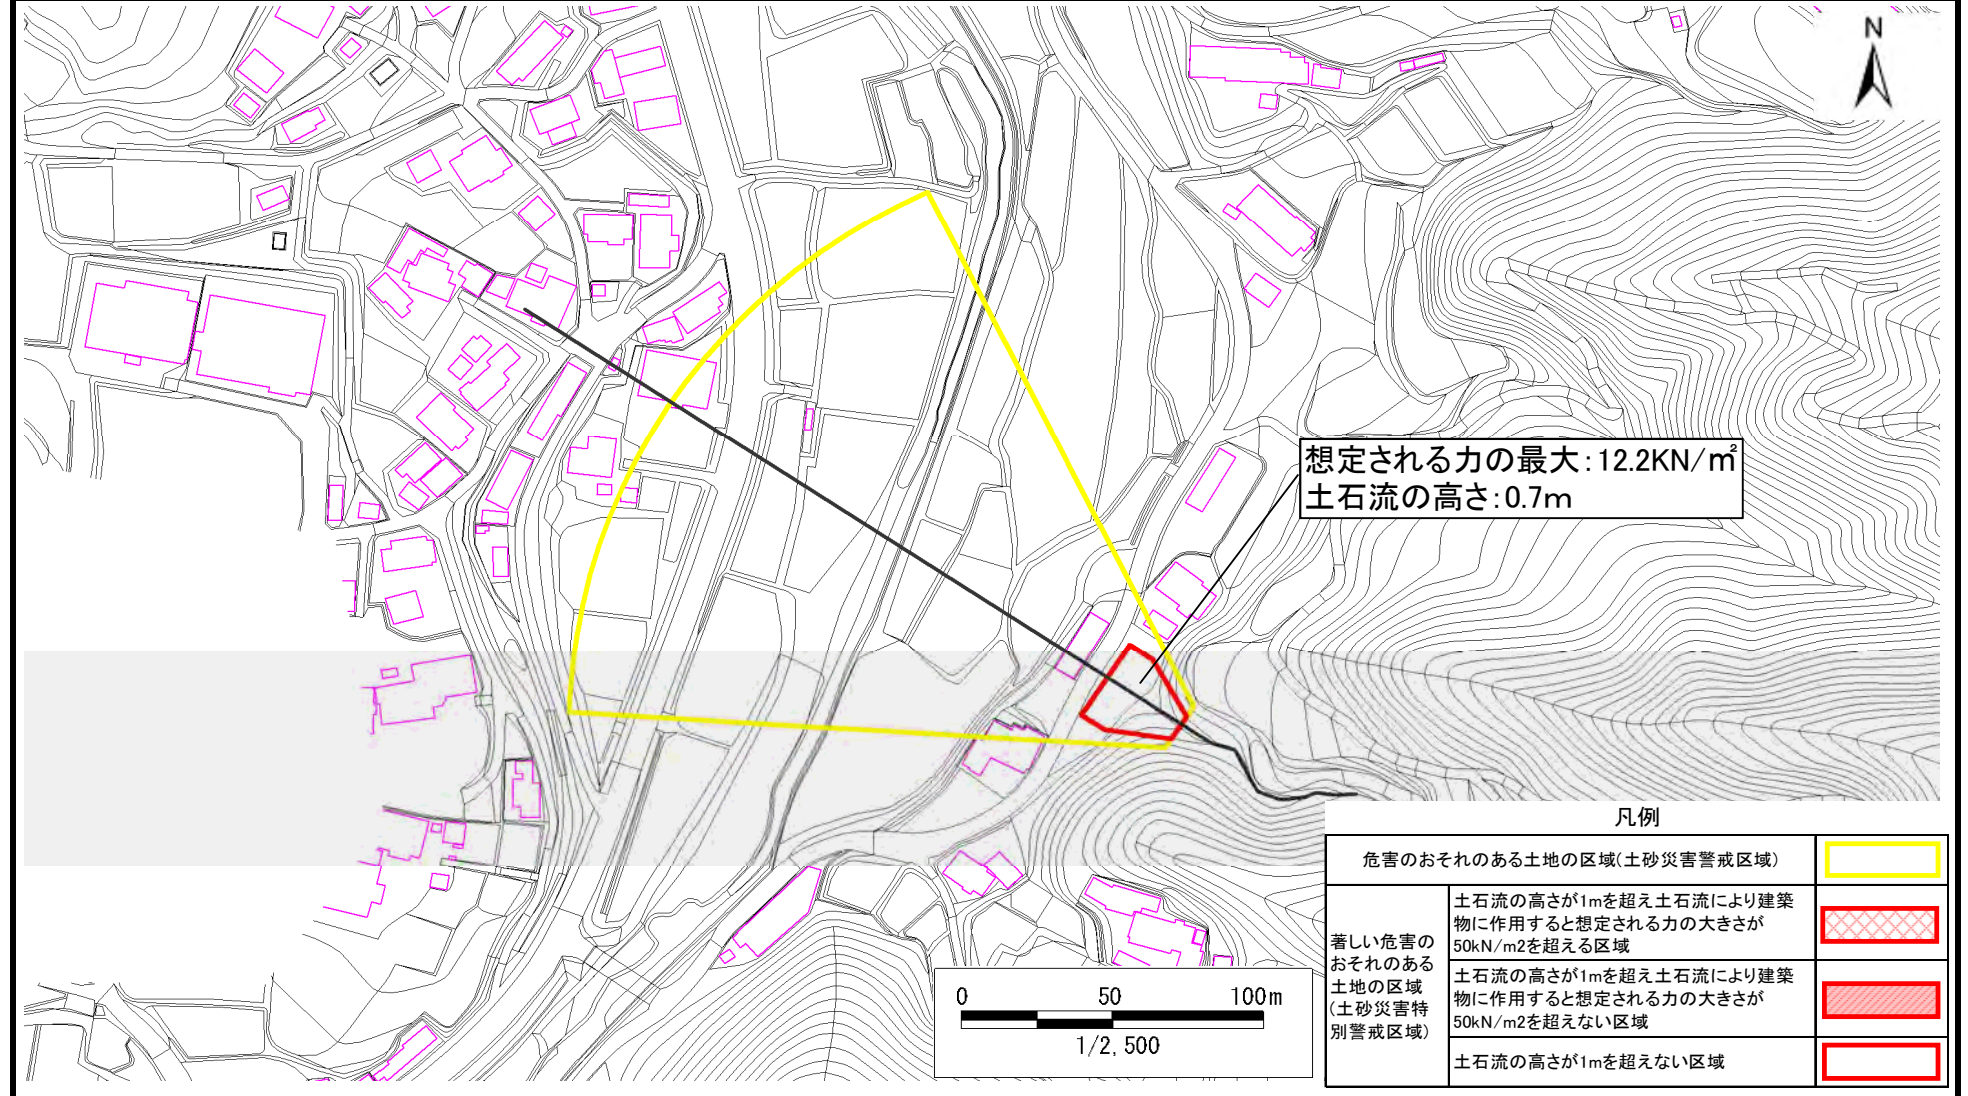 N
想定される力の最大:12.2KN/㎡
土石流の高さ:0.7m
凡例
危害のおそれのある土地の区域(土砂災害警戒区域)
著しい危害の
おそれのある
土地の区域
(土砂災害特
別警戒区域)
土石流の高さが1mを超え土石流により建築
物に作用すると想定される力の大きさが
50kN/m2を超える区域
土石流の高さが1mを超え土石流により建築
物に作用すると想定される力の大きさが
50kN/m2を超えない区域
土石流の高さが1mを超えない区域
0 50 100m
1/2,500